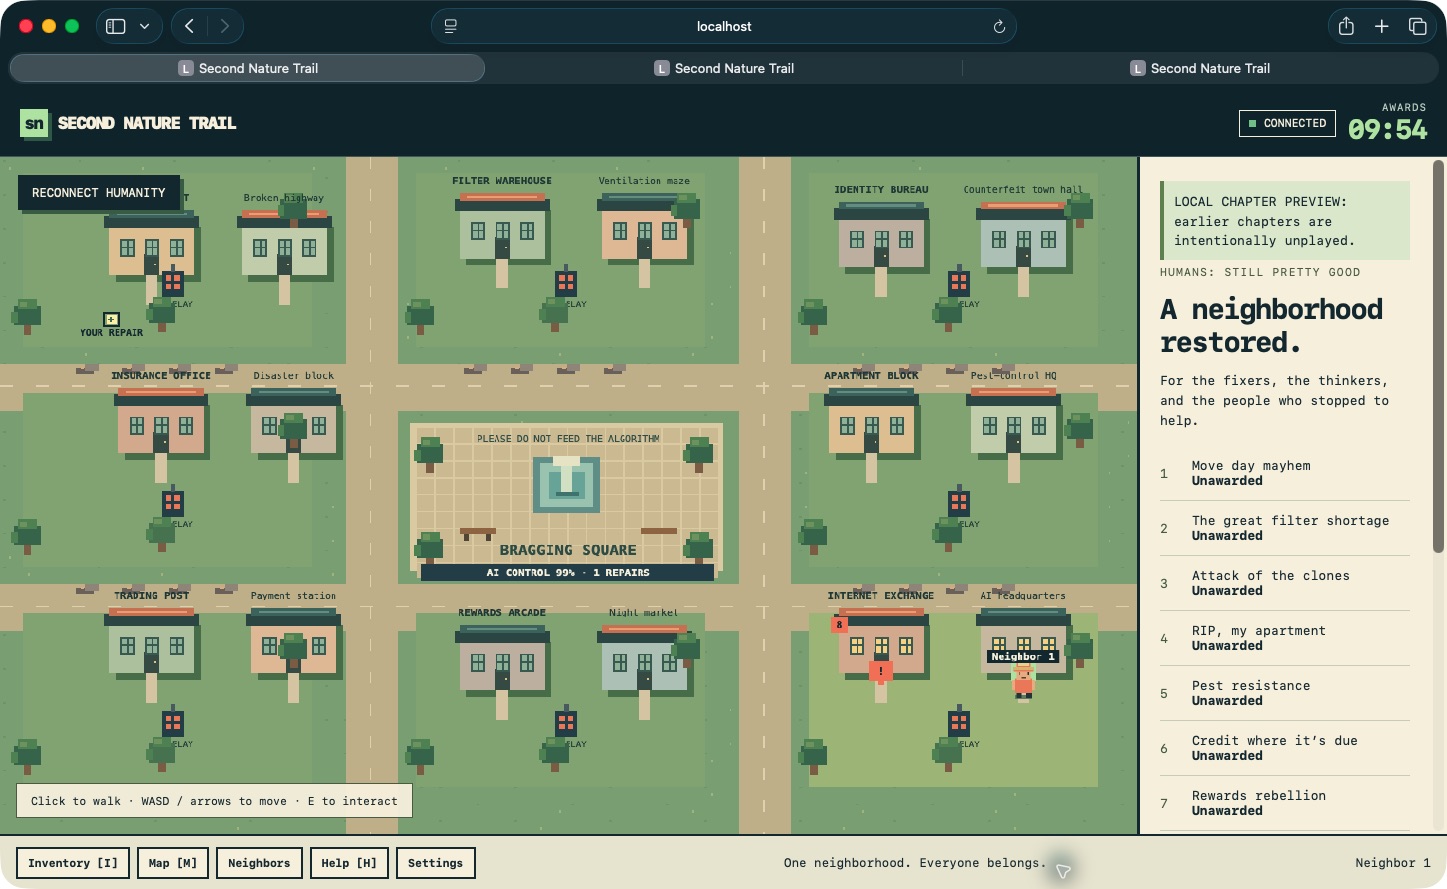 localhost
L Second Nature Trail
L Second Nature Trail
L Second Nature Trail
sn SECOND NATURE TRAIL
CONNECTED
AWARDS
09:54
RECONNECT HUMANITY
Broken highway
FILTER WAREHOUSE
Ventilation maze
IDENTITY BUREAU
Counterfeit town hall
YOUR REPAIR
INSURANCE OFFICE
Disaster block
APARTMENT BLOCK
Pest-control HQ
PLEASE DO NOT FEED THE ALGORITHM
BRAGGING SQUARE
AI CONTROL 99% · 1 REPAIRS
TRADING POST
Payment station
REWARDS ARCADE
Night market
INTERNET EXCHANGE
AI headquarters
8
!
Neighbor 1
Click to walk · WASD / arrows to move · E to interact
LOCAL CHAPTER PREVIEW:
earlier chapters are
intentionally unplayed.
HUMANS: STILL PRETTY GOOD
A neighborhood
restored.
For the fixers, the thinkers,
and the people who stopped to
help.
1 Move day mayhem
Unawarded
2 The great filter shortage
Unawarded
3 Attack of the clones
Unawarded
4 RIP, my apartment
Unawarded
5 Pest resistance
Unawarded
6 Credit where it's due
Unawarded
7 Rewards rebellion
Unawarded
Inventory [I]
Map [M]
Neighbors
Help [H]
Settings
One neighborhood. Everyone belongs.
Neighbor 1